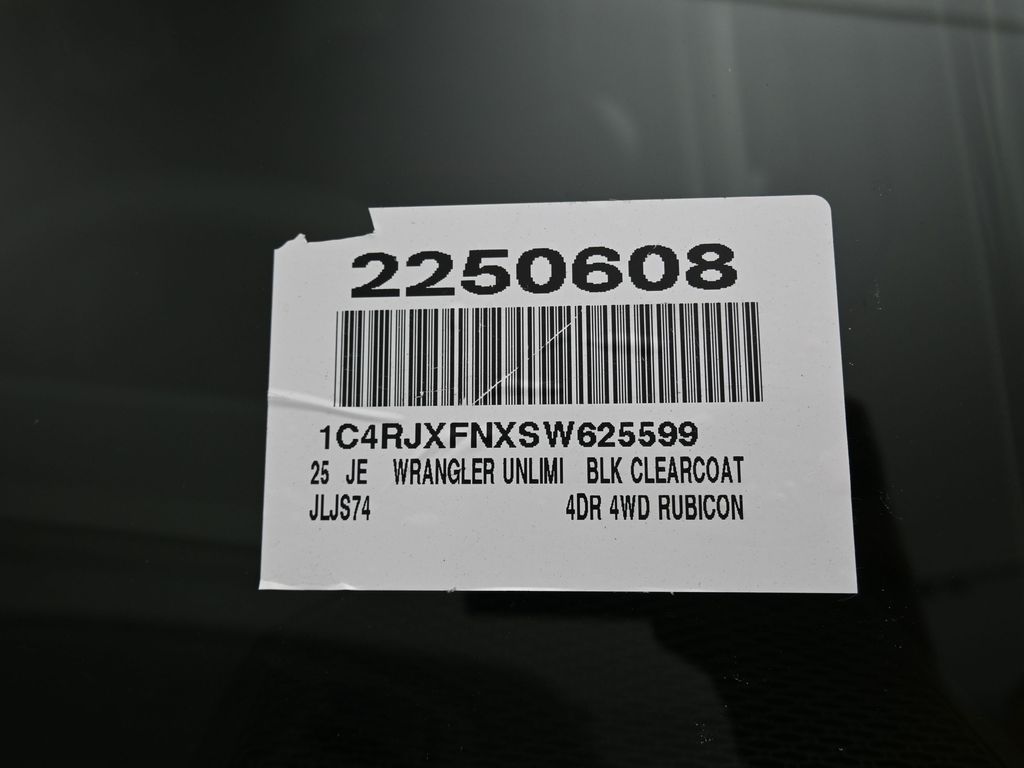 2250608
1C4RJXFNXSW625599
25 JE WRANGLER UNLIMI BLK CLEARCOAT
JLJS74 4DR 4WD RUBICON